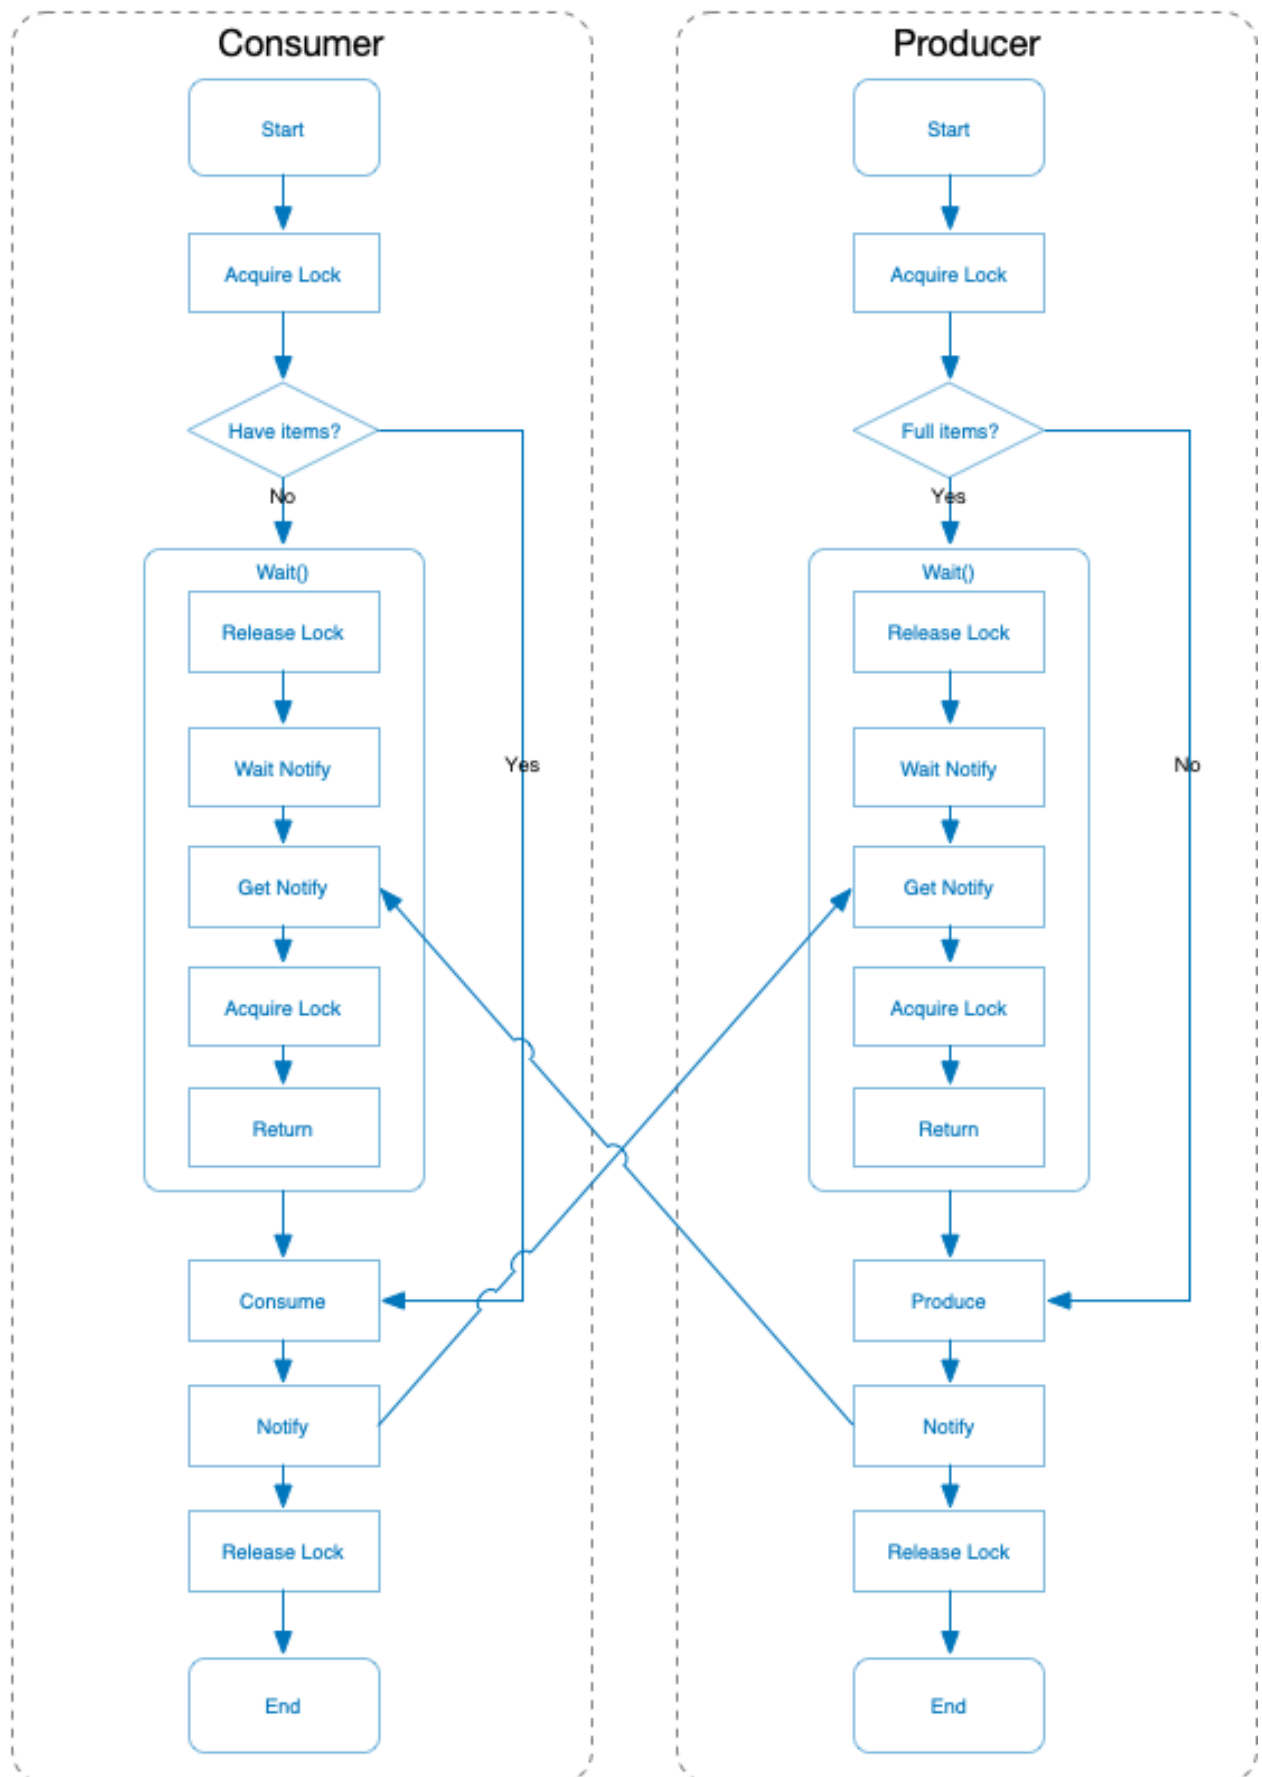 Consumer
Start
Acquire Lock
Have items?
No
Wait()
Release Lock
Wait Notify
Yes
Get Notify
Acquire Lock
Return
Consume
Notify
Release Lock
End
Producer
Start
Acquire Lock
Full items?
Yes
Wait()
Release Lock
Wait Notify
No
Get Notify
Acquire Lock
Return
Produce
Notify
Release Lock
End